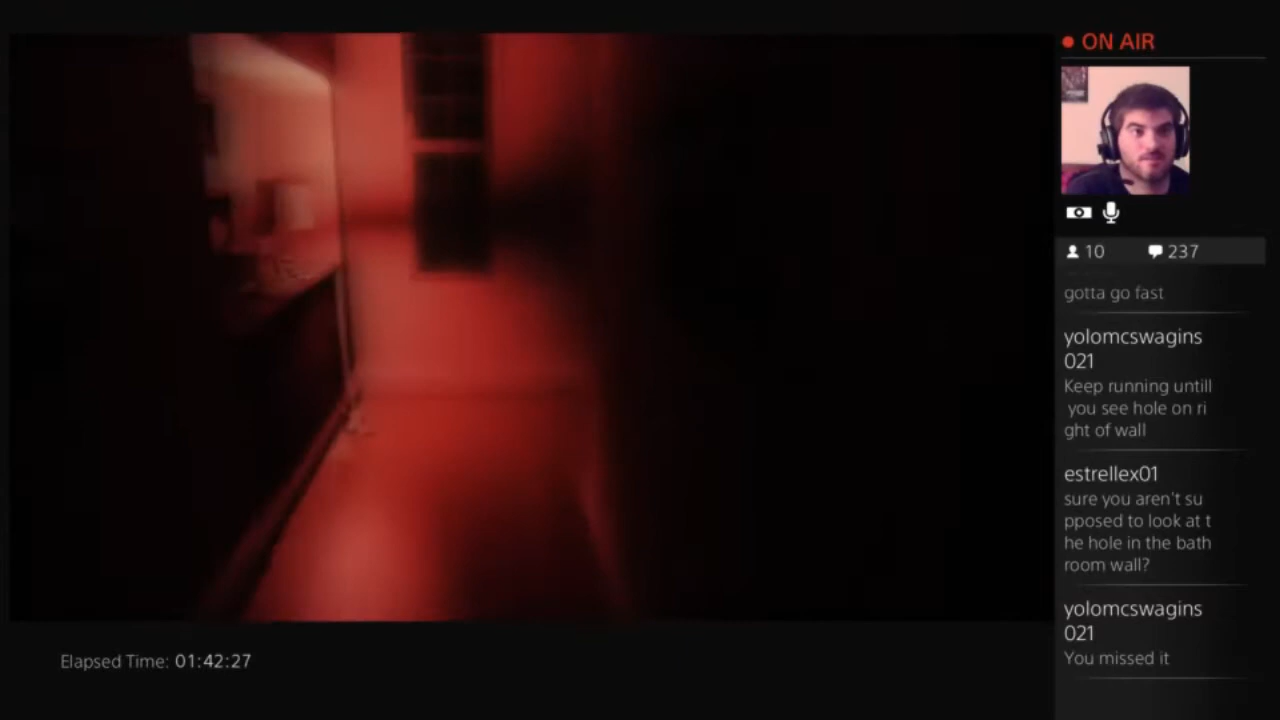 ON AIR
10 237
gotta go fast
yolomcswagins
021
Keep running untill
you see hole on ri
ght of wall
estrellex01
sure you aren't su
pposed to look at t
he hole in the bath
room wall?
yolomcswagins
021
You missed it
Elapsed Time: 01:42:27